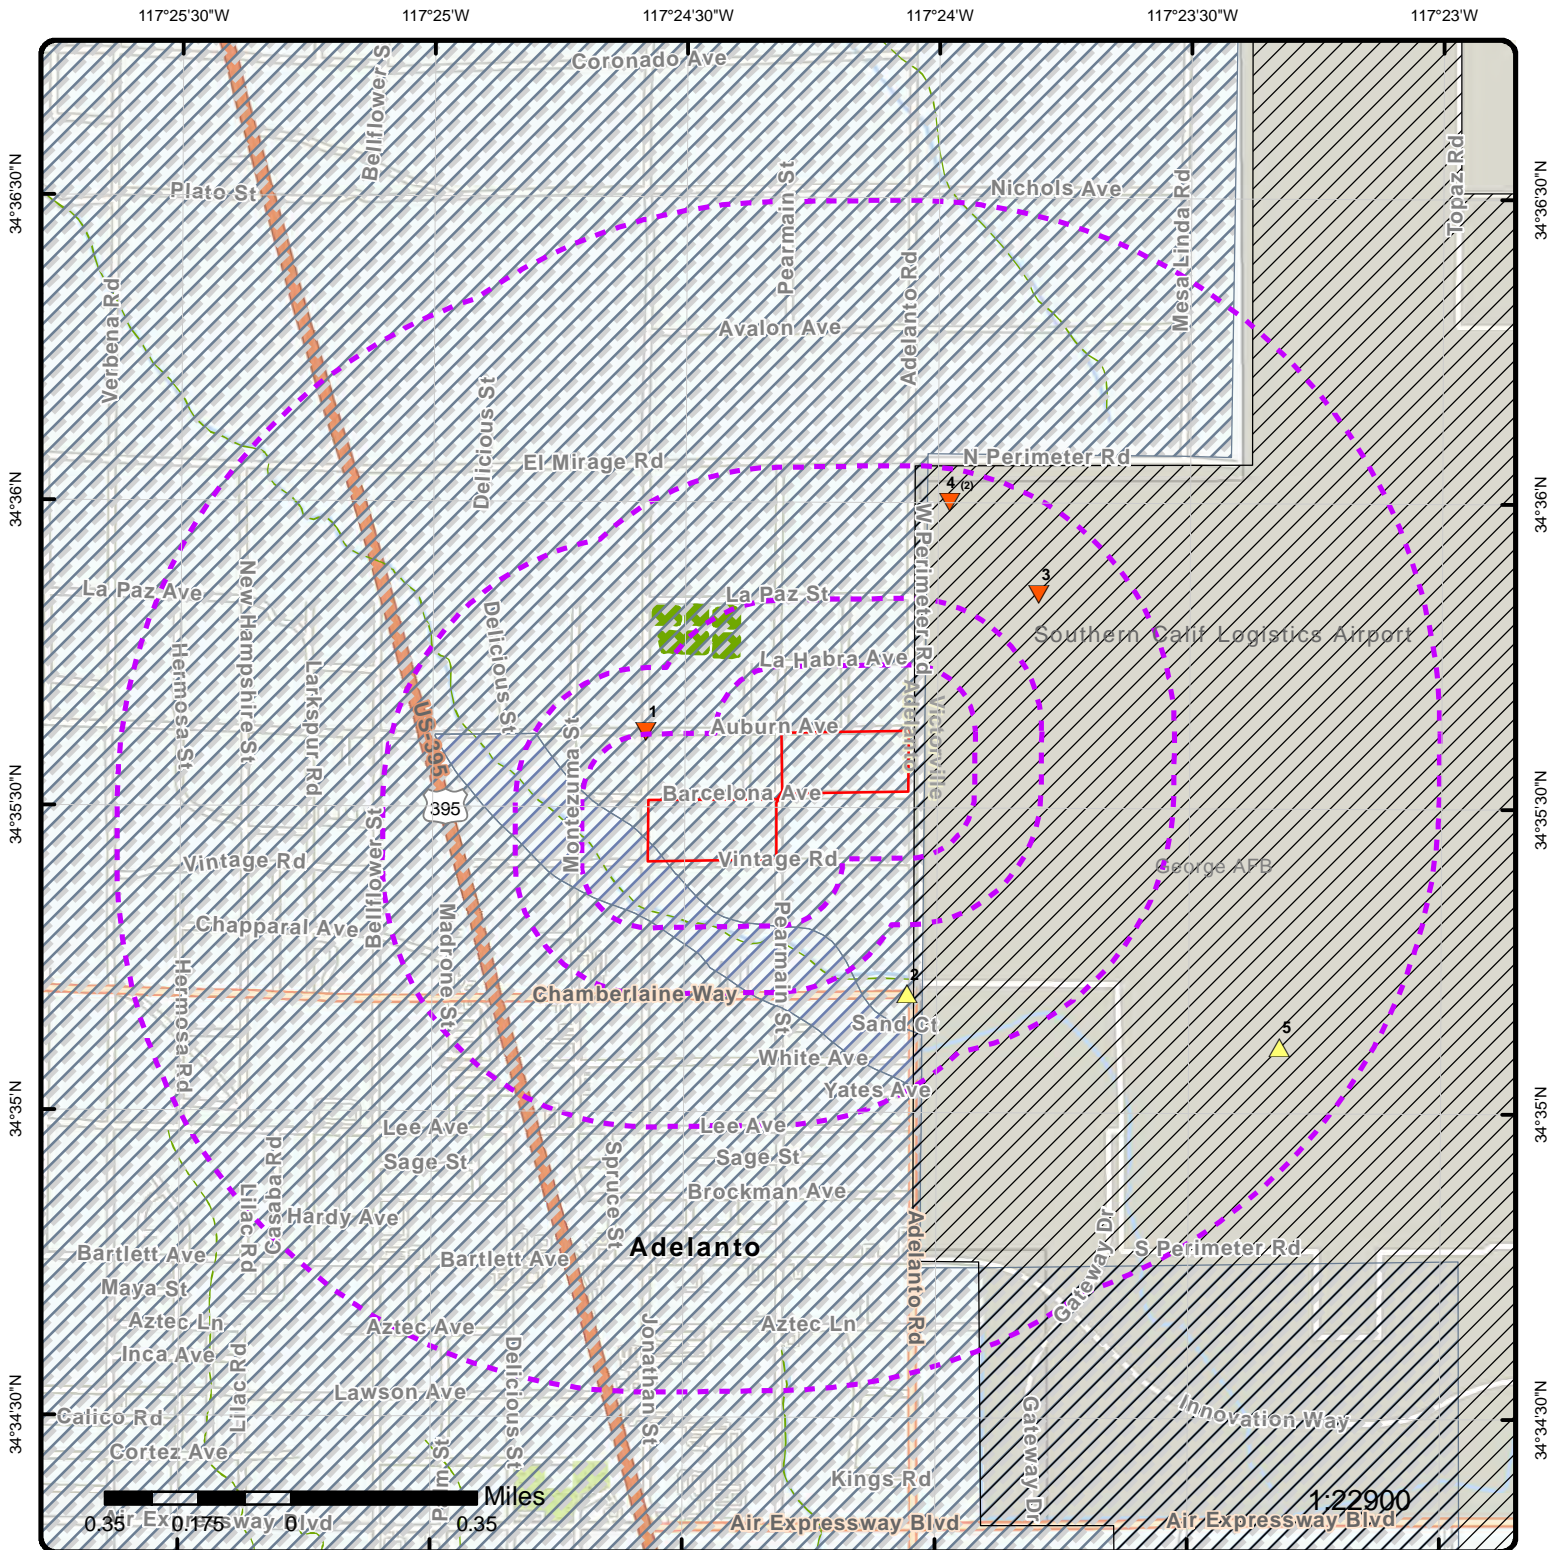 117°25'30"W
117°25'W
117°24'30"W
117°24'W
117°23'30"W
117°23'W
Coronado Ave
Bellflower S
34°36'30"N
Plato St
Pearmain St
Nichols Ave
Mesa Linda Rd
Topaz Rd
34°36'30"N
Verbena Rd
Adelanto Rd
Avalon Ave
Delicious St
El Mirage Rd
N Perimeter Rd
34°36'N
4 (2)
34°36'N
W Perimeter Rd
3
La Paz Ave
New Hampshire St
La Paz St
Southern Calif Logistics Airport
Delicious St
Hermosa St
Larkspur Rd
La Habra Ave
Adelanto
Victorville
US-395
1
Auburn Ave
Montezuma St
34°35'30"N
395
Barcelona Ave
34°35'30"N
Bellflower St
Vintage Rd
Vintage Rd
George AFB
Chapparal Ave
Madrone St
Pearmain St
Hermosa Rd
2
Chamberlaine Way
Sand Ct
5
White Ave
Yates Ave
34°35'N
Lee Ave
Lee Ave
34°35'N
Casaba Rd
Sage St
Spruce St
Sage St
Lilac Rd
Brockman Ave
Hardy Ave
Adelanto Rd
Gateway Dr
Bartlett Ave
Bartlett Ave
Adelanto
S Perimeter Rd
Maya St
Aztec Ln
Aztec Ave
Jonathan St
Aztec Ln
Inca Ave
Lilac Rd
Delicious St
Lawson Ave
34°34'30"N
Calico Rd
Gateway Dr
Innovation Way
34°34'30"N
Cortez Ave
Kings Rd
Miles
1:22900
0.35
0.175
0
0.35
Air Expressway Blvd
Air Expressway Blvd